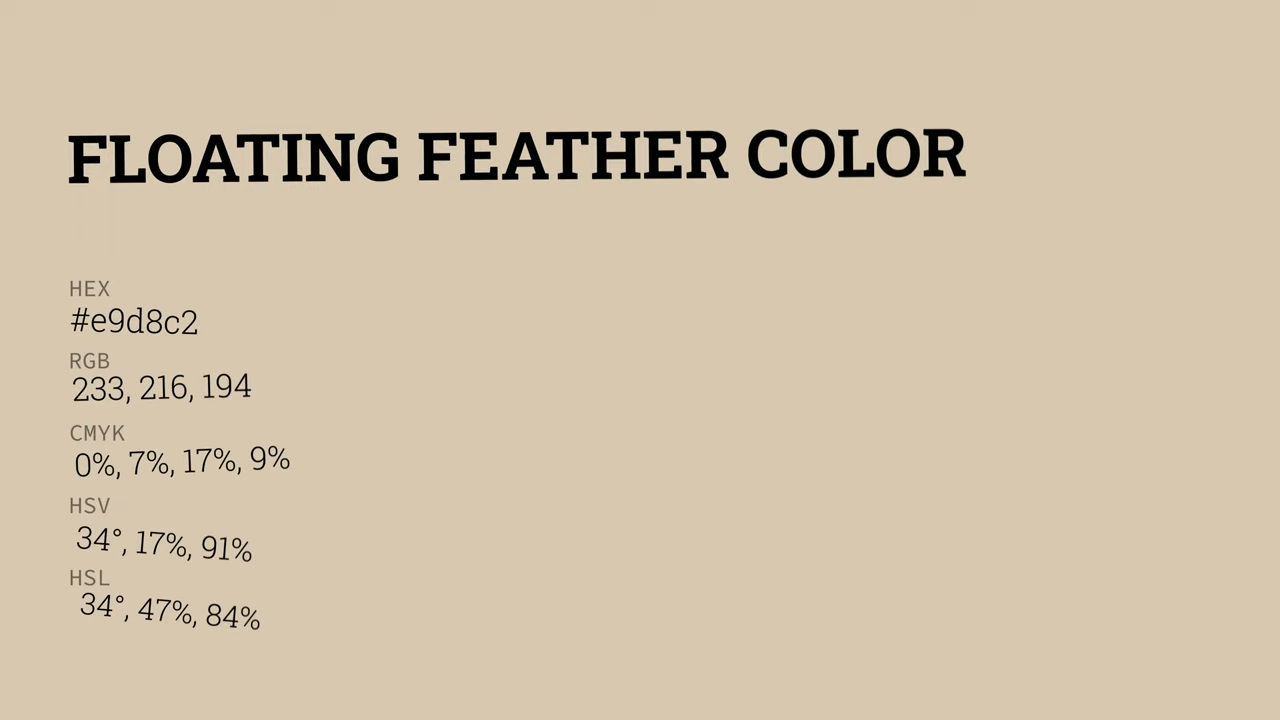 FLOATING FEATHER COLOR
HEX
#e9d8c2
RGB
233, 216, 194
CMYK
0%, 7%, 17%, 9%
HSV
34°, 17%, 91%
HSL
34°, 47%, 84%